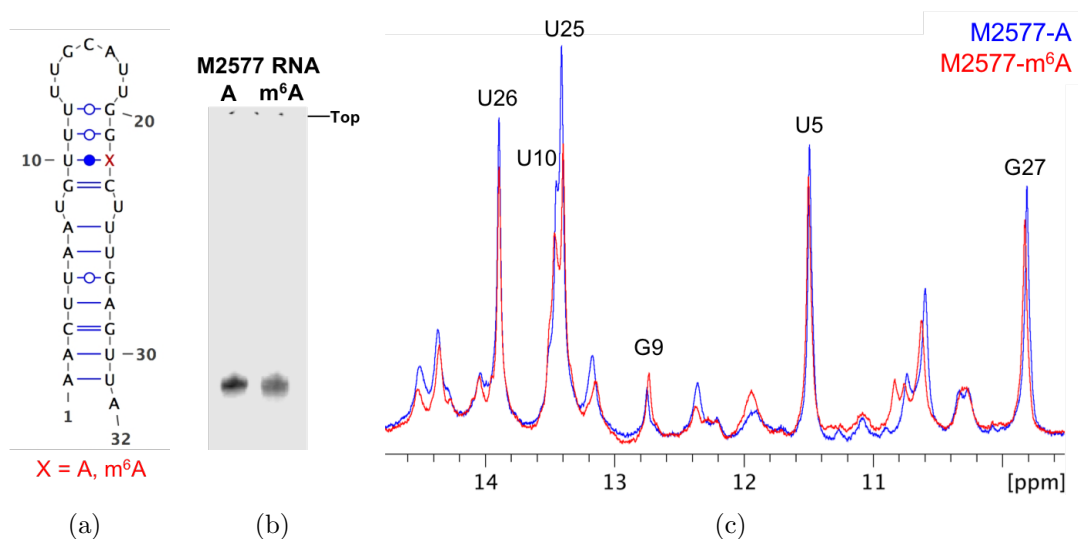 G C A
U U
U U
U G
20
U G
10 U X
G C
U U
A U
A U
U G
U A
C G
A U 30
A U
1 A
32
X = A, m⁶A
(a)
M2577 RNA
A m⁶A
Top
(b)
M2577-A
M2577-m⁶A
U26
U10
U25
G9
U5
G27
14 13 12 11 [ppm]
(c)